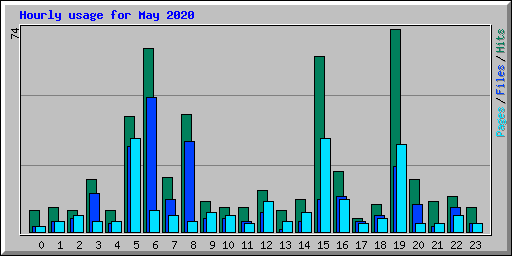 Hourly usage for May 2020
74
Pages / Files / Hits
0 1 2 3 4 5 6 7 8 9 10 11 12 13 14 15 16 17 18 19 20 21 22 23